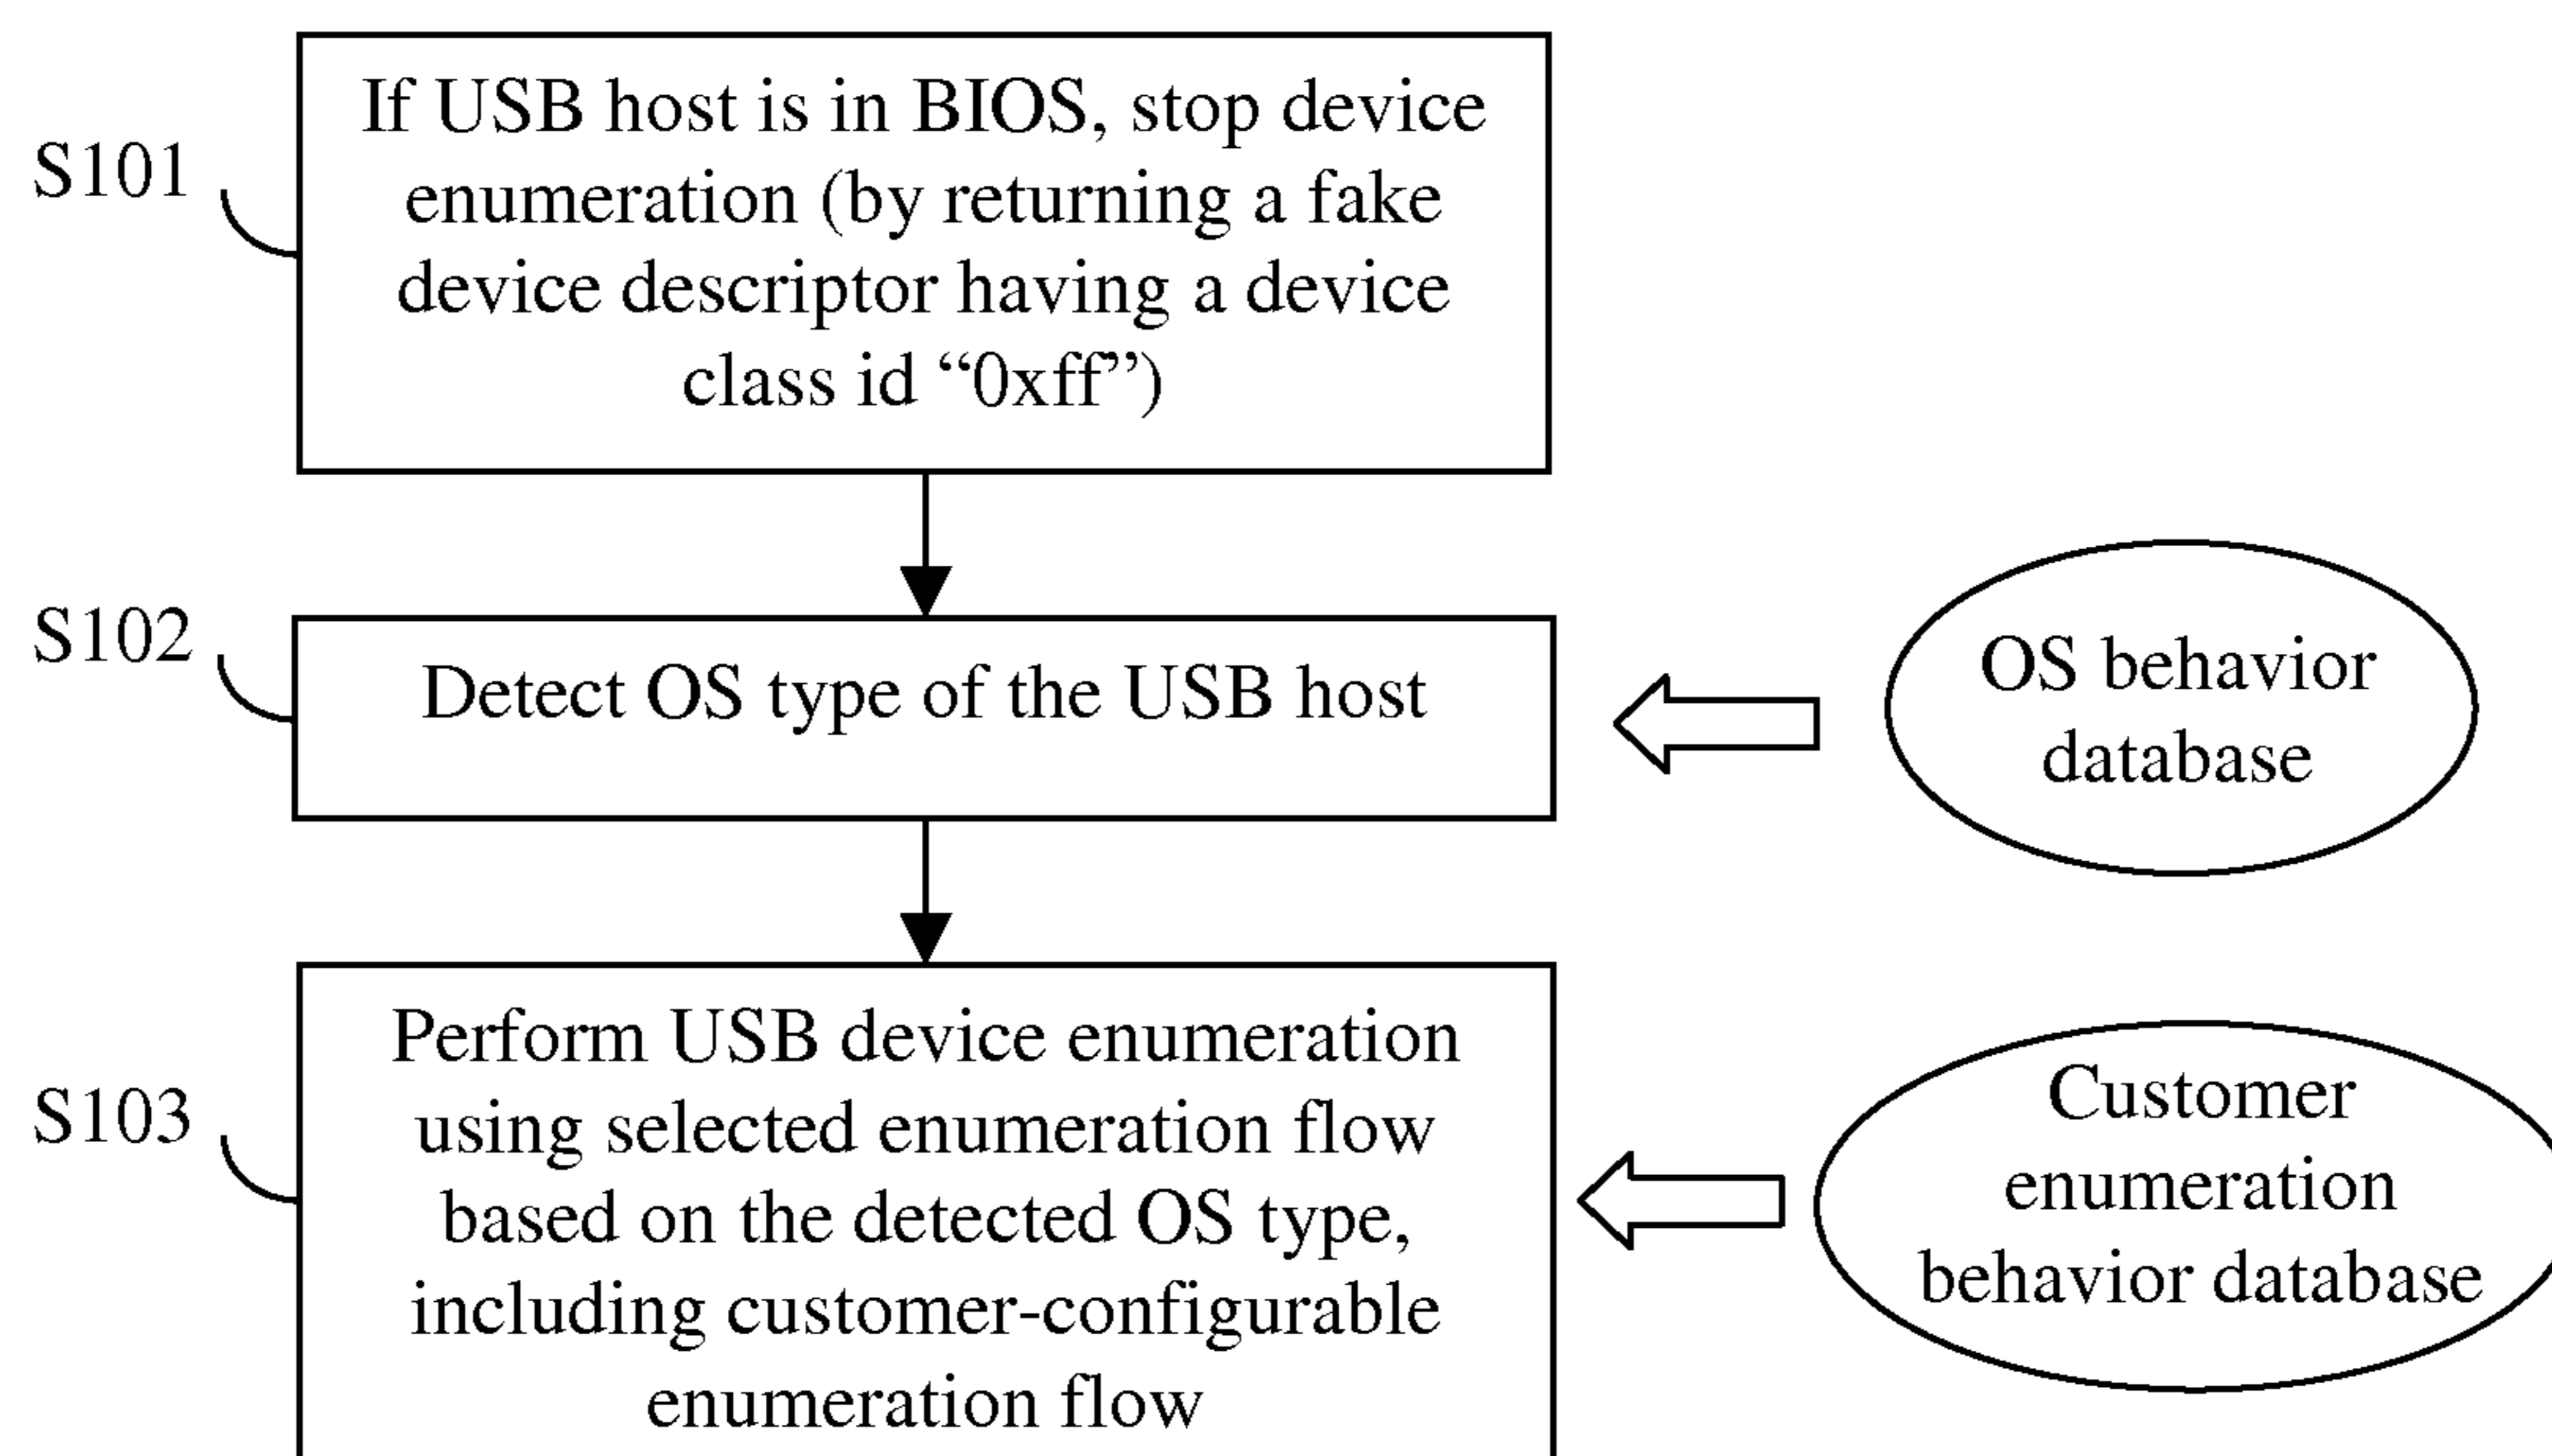 S101
If USB host is in BIOS, stop device
enumeration (by returning a fake
device descriptor having a device
class id “0xff”)
S102
Detect OS type of the USB host
OS behavior
database
S103
Perform USB device enumeration
using selected enumeration flow
based on the detected OS type,
including customer-configurable
enumeration flow
Customer
enumeration
behavior database